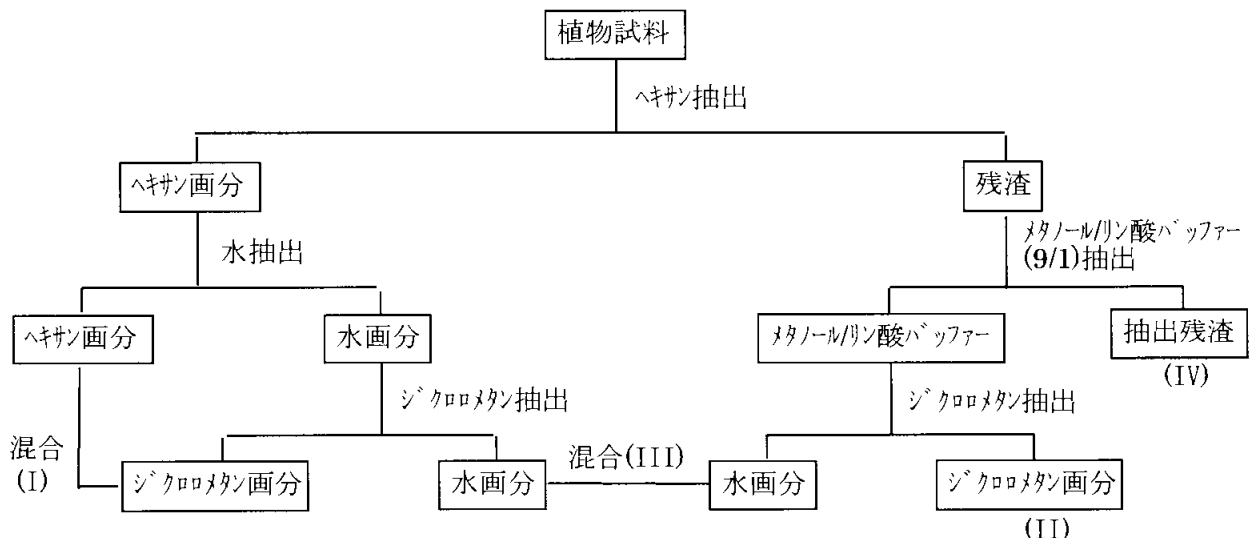 植物試料
ﾍｷｻﾝ抽出
ﾍｷｻﾝ画分
残渣
水抽出
ﾒﾀﾉｰﾙ/ﾘﾝ酸ﾊﾞｯﾌｧｰ
(9/1)抽出
ﾍｷｻﾝ画分
水画分
ﾒﾀﾉｰﾙ/ﾘﾝ酸ﾊﾞｯﾌｧｰ
抽出残渣
(IV)
ｼﾞｸﾛﾛﾒﾀﾝ抽出
ｼﾞｸﾛﾛﾒﾀﾝ抽出
混合
(I)
ｼﾞｸﾛﾛﾒﾀﾝ画分
水画分
混合(III)
水画分
ｼﾞｸﾛﾛﾒﾀﾝ画分
(II)